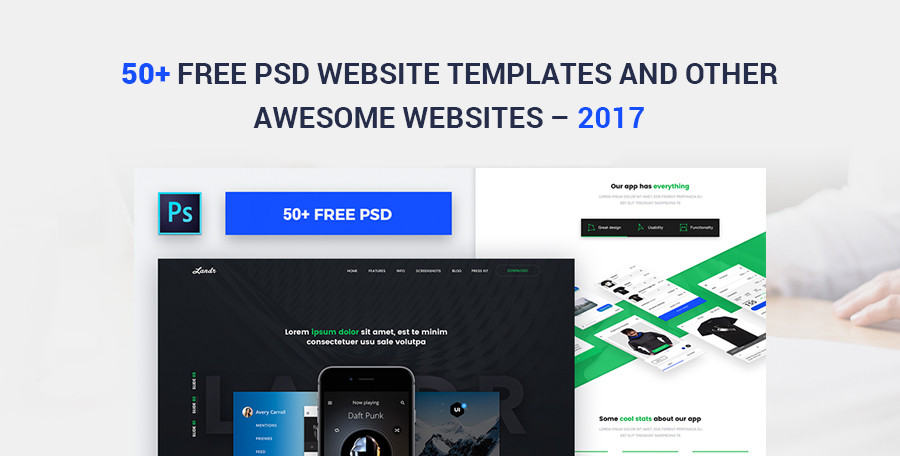 50+ FREE PSD WEBSITE TEMPLATES AND OTHER
AWESOME WEBSITES – 2017
Ps
50+ FREE PSD
Landr
HOME FEATURES INFO SCREENSHOTS BLOG PRESS KIT DOWNLOAD
Lorem ipsum dolor sit amet, est te minim
consectetuer usu sale volutpa
LANDR
Avery Carroll
MENTIONS
FRIENDS
FEED
Now playing
Daft Punk
UI
Our app has everything
Great design Usability Functionality
Some cool stats about our app